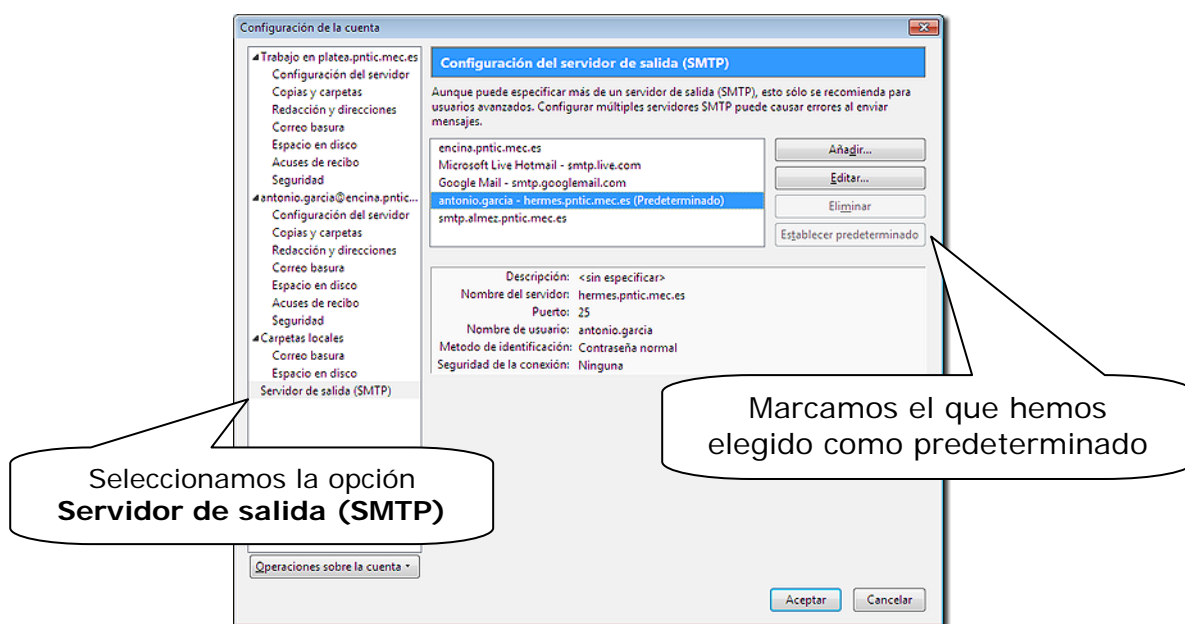 Configuración de la cuenta
Trabajo en platea.pntic.mec.es
Configuración del servidor
Copias y carpetas
Redacción y direcciones
Correo basura
Espacio en disco
Acuses de recibo
Seguridad
antonio.garcia@encina.pntic...
Configuración del servidor
Copias y carpetas
Redacción y direcciones
Correo basura
Espacio en disco
Acuses de recibo
Seguridad
Carpetas locales
Correo basura
Espacio en disco
Servidor de salida (SMTP)
Configuración del servidor de salida (SMTP)
Aunque puede especificar más de un servidor de salida (SMTP), esto sólo se recomienda para
usuarios avanzados. Configurar múltiples servidores SMTP puede causar errores al enviar
mensajes.
encina.pntic.mec.es
Microsoft Live Hotmail - smtp.live.com
Google Mail - smtp.googlemail.com
antonio.garcia - hermes.pntic.mec.es (Predeterminado)
smtp.almez.pntic.mec.es
Añadir...
Editar...
Eliminar
Establecer predeterminado
Descripción: <sin especificar>
Nombre del servidor: hermes.pntic.mec.es
Puerto: 25
Nombre de usuario: antonio.garcia
Metodo de identificación: Contraseña normal
Seguridad de la conexión: Ninguna
Marcamos el que hemos
elegido como predeterminado
Seleccionamos la opción
Servidor de salida (SMTP)
Operaciones sobre la cuenta
Aceptar
Cancelar